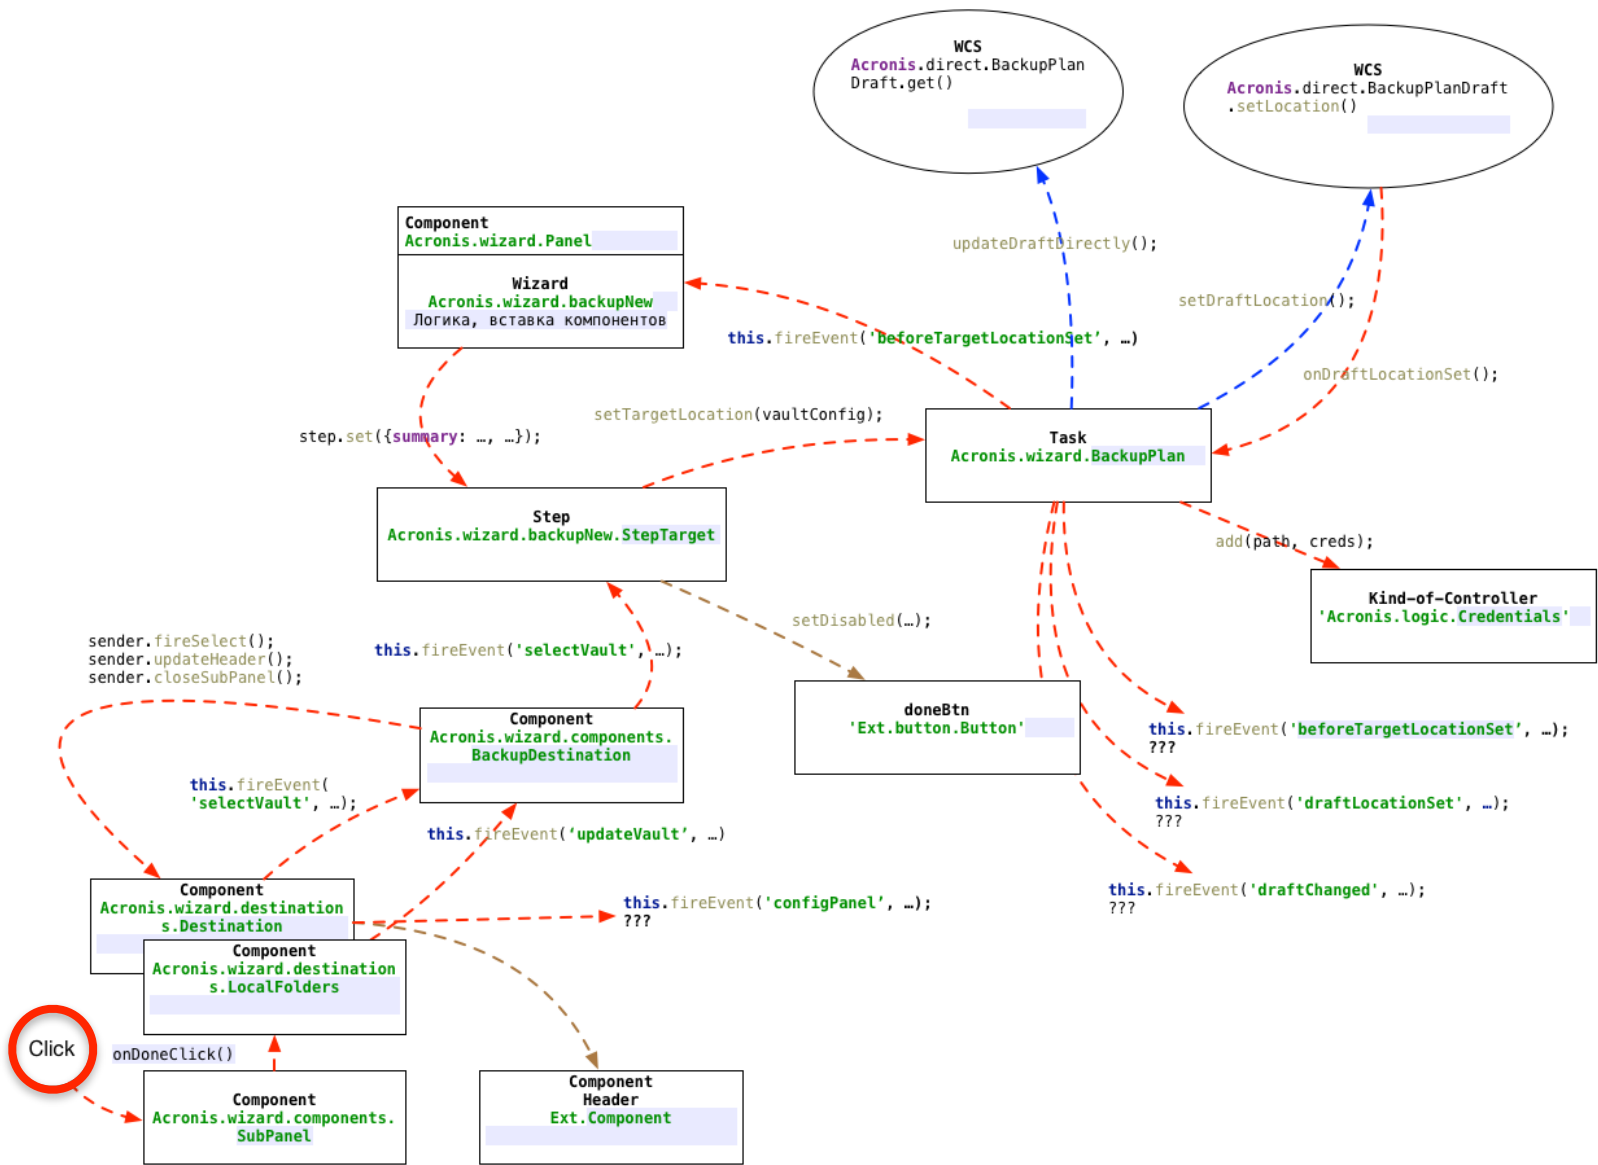 WCS
Acronis.direct.BackupPlan
Draft.get()
WCS
Acronis.direct.BackupPlanDraft
.setLocation()
updateDraftDirectly();
Component
Acronis.wizard.Panel
Wizard
Acronis.wizard.backupNew
Логика, вставка компонентов
setDraftLocation();
this.fireEvent('beforeTargetLocationSet’, …)
onDraftLocationSet();
setTargetLocation(vaultConfig);
step.set({summary: …, …});
Task
Acronis.wizard.BackupPlan
Step
Acronis.wizard.backupNew.StepTarget
add(path, creds);
Kind-of-Controller
'Acronis.logic.Credentials'
setDisabled(…);
sender.fireSelect();
sender.updateHeader();
sender.closeSubPanel();
this.fireEvent('selectVault', …);
doneBtn
'Ext.button.Button'
Component
Acronis.wizard.components.
BackupDestination
this.fireEvent('beforeTargetLocationSet’, …);
???
this.fireEvent(
'selectVault', …);
this.fireEvent('draftLocationSet', …);
???
this.fireEvent(‘updateVault’, …)
Component
Acronis.wizard.destination
s.Destination
this.fireEvent('configPanel’, …);
???
this.fireEvent('draftChanged', …);
???
Component
Acronis.wizard.destination
s.LocalFolders
Click
onDoneClick()
Component
Acronis.wizard.components.
SubPanel
Component
Header
Ext.Component